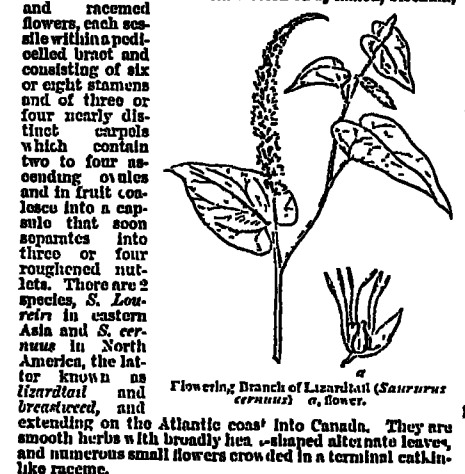 and racemed
flowers, each ses-
sile within a pedi-
celled bract and
consisting of six
or eight stamens
and of three or
four nearly dis-
tinct carpels
which contain
two to four as-
cending ovules
and in fruit coa-
lesce into a cap-
sule that soon
separates into
three or four
roughened nut-
lets. There are 2
species, S. Lou-
rein in eastern
Asia and S. cer-
nuus in North
America, the lat-
ter known as
lizardtail and
breastweed, and
a
Flowering Branch of Lizardtail (Saururus
cernuus) a, flower.
extending on the Atlantic coast into Canada. They are
smooth herbs with broadly hea -shaped alternate leaves,
and numerous small flowers crowded in a terminal catkin-
like raceme.